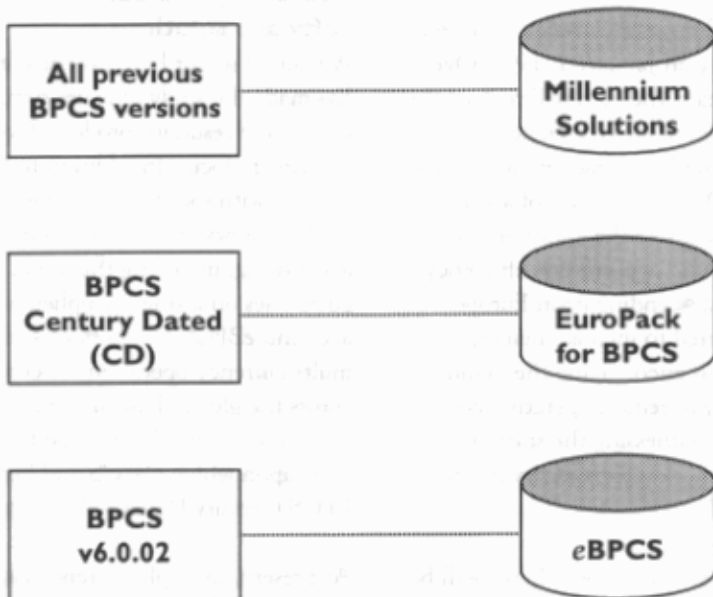 All previous
BPCS versions
Millennium
Solutions
BPCS
Century Dated
(CD)
EuroPack
for BPCS
BPCS
v6.0.02
eBPCS